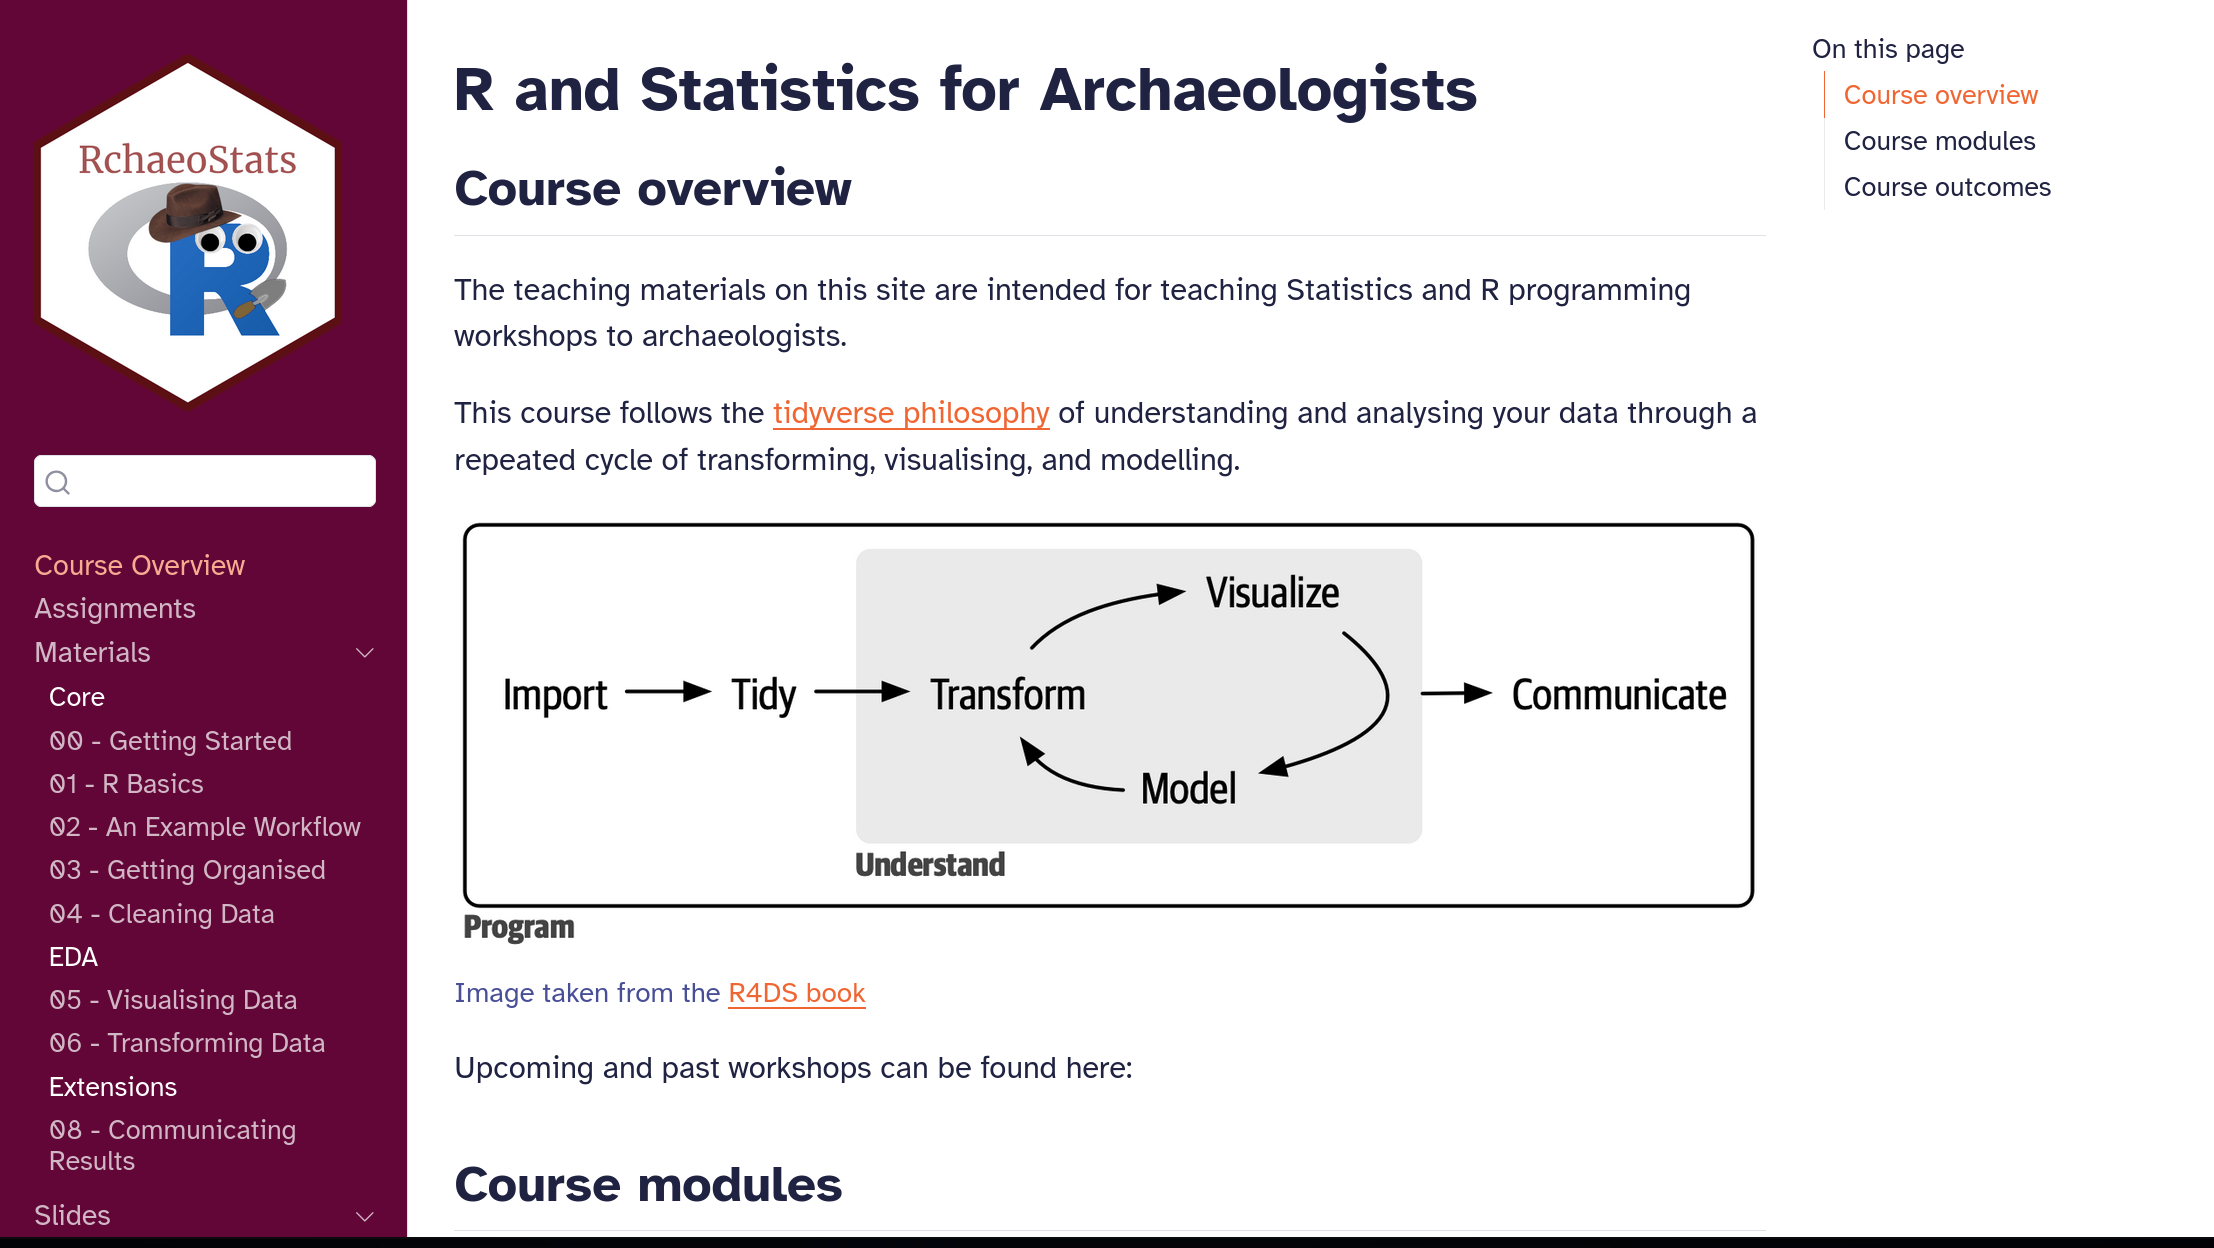 RchaeoStats
Course Overview
Assignments
Materials
Core
00 - Getting Started
01 - R Basics
02 - An Example Workflow
03 - Getting Organised
04 - Cleaning Data
EDA
05 - Visualising Data
06 - Transforming Data
Extensions
08 - Communicating
Results
Slides
R and Statistics for Archaeologists
Course overview
The teaching materials on this site are intended for teaching Statistics and R programming
workshops to archaeologists.
This course follows the tidyverse philosophy of understanding and analysing your data through a
repeated cycle of transforming, visualising, and modelling.
Import
Tidy
Transform
Visualize
Model
Communicate
Understand
Program
Image taken from the R4DS book
Upcoming and past workshops can be found here:
Course modules
On this page
Course overview
Course modules
Course outcomes